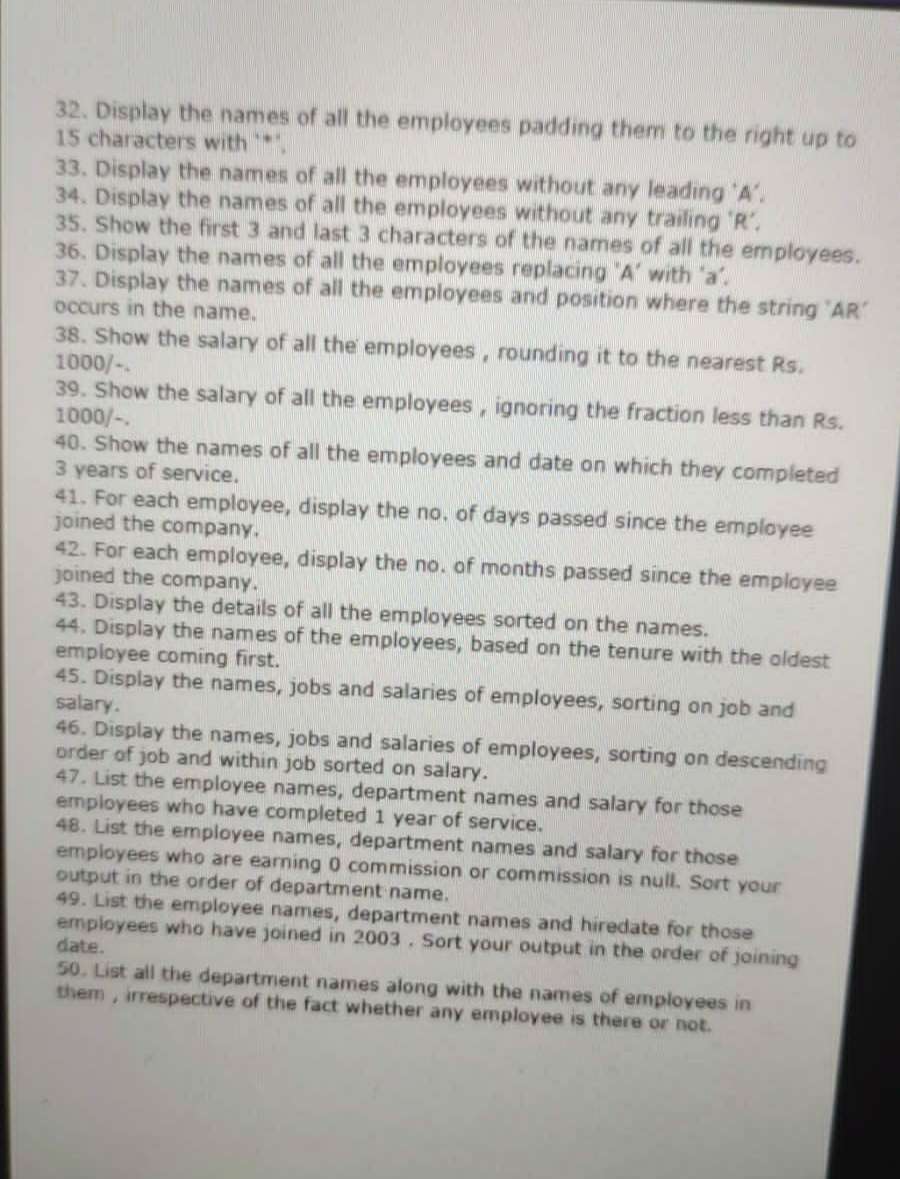 32. Display the names of all the employees padding them to the right up to
15 characters with '*'.
33. Display the names of all the employees without any leading 'A'.
34. Display the names of all the employees without any trailing 'R'.
35. Show the first 3 and last 3 characters of the names of all the employees.
36. Display the names of all the employees replacing 'A' with 'a'.
37. Display the names of all the employees and position where the string 'AR'
occurs in the name.
38. Show the salary of all the employees , rounding it to the nearest Rs.
1000/-.
39. Show the salary of all the employees , ignoring the fraction less than Rs.
1000/-.
40. Show the names of all the employees and date on which they completed
3 years of service.
41. For each employee, display the no. of days passed since the employee
joined the company.
42. For each employee, display the no. of months passed since the employee
joined the company.
43. Display the details of all the employees sorted on the names.
44. Display the names of the employees, based on the tenure with the oldest
employee coming first.
45. Display the names, jobs and salaries of employees, sorting on job and
salary.
46. Display the names, jobs and salaries of employees, sorting on descending
order of job and within job sorted on salary.
47. List the employee names, department names and salary for those
employees who have completed 1 year of service.
48. List the employee names, department names and salary for those
employees who are earning 0 commission or commission is null. Sort your
output in the order of department name.
49. List the employee names, department names and hiredate for those
employees who have joined in 2003 . Sort your output in the order of joining
date.
50. List all the department names along with the names of employees in
them , irrespective of the fact whether any employee is there or not.